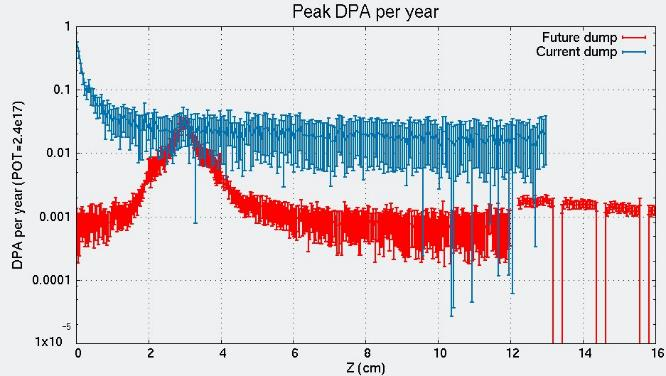 Peak DPA per year
Future dump
Current dump
DPA per year (POT=2.4e17)
1
0.1
0.01
0.001
0.0001
1x10 -5
0 2 4 6 8 10 12 14 16
Z (cm)